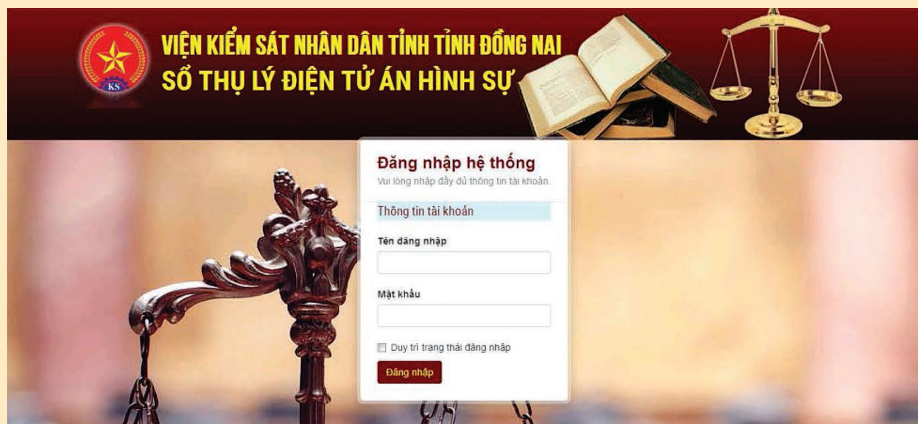 VIỆN KIỂM SÁT NHÂN DÂN TỈNH TỈNH ĐỒNG NAI
SỔ THỤ LÝ ĐIỆN TỬ ÁN HÌNH SỰ
KS
Đăng nhập hệ thống
Vui lòng nhập đầy đủ thông tin tài khoản.
Thông tin tài khoản
Tên đăng nhập
Mật khẩu
Duy trì trạng thái đăng nhập
Đăng nhập